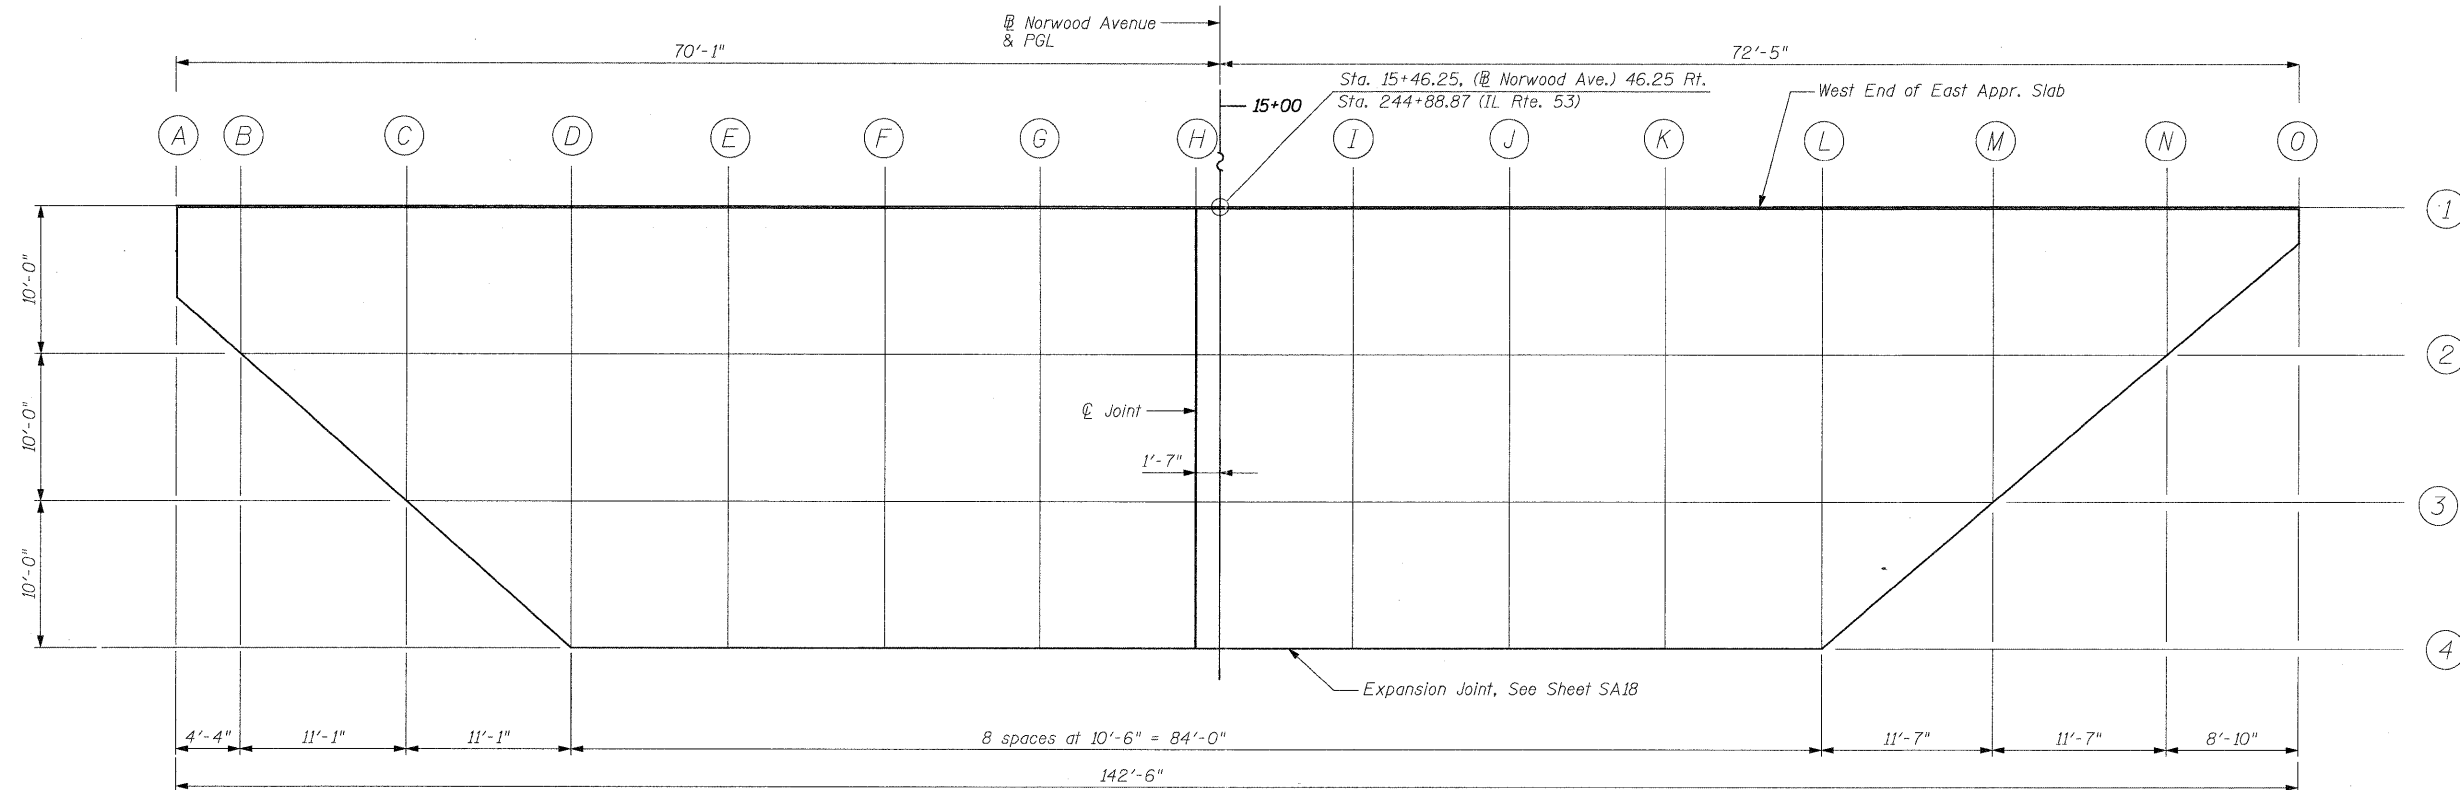 ℄ Norwood Avenue
& PGL
70'-1"
72'-5"
Sta. 15+46.25, (℄ Norwood Ave.) 46.25 Rt.
Sta. 244+88.87 (IL Rte. 53)
15+00
West End of East Appr. Slab
A B C D E F G H I J K L M N O
1
10'-0"
2
10'-0"
℄ Joint
1'-7"
3
10'-0"
4
Expansion Joint, See Sheet SA18
4'-4" 11'-1" 11'-1" 8 spaces at 10'-6" = 84'-0" 11'-7" 11'-7" 8'-10"
142'-6"